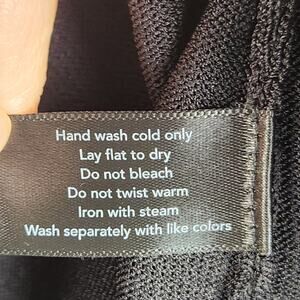 Hand wash cold only
Lay flat to dry
Do not bleach
Do not twist warm
Iron with steam
Wash separately with like colors